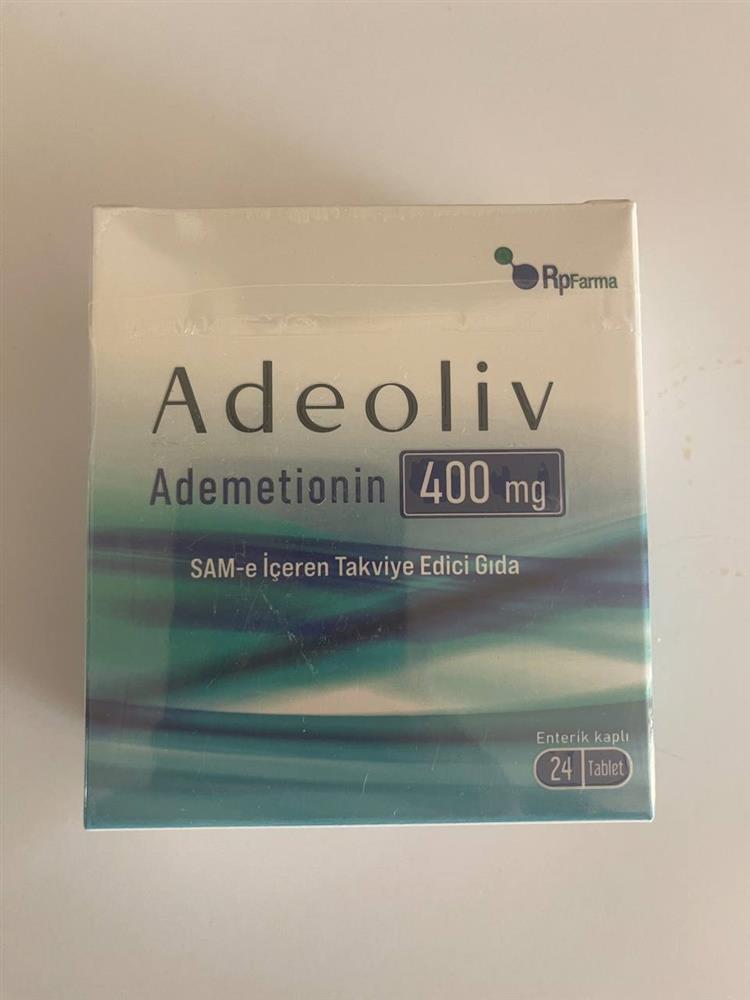 RpFarma
Adeoliv
Ademetionin 400 mg
SAM-e İçeren Takviye Edici Gıda
Enterik kaplı
24 Tablet